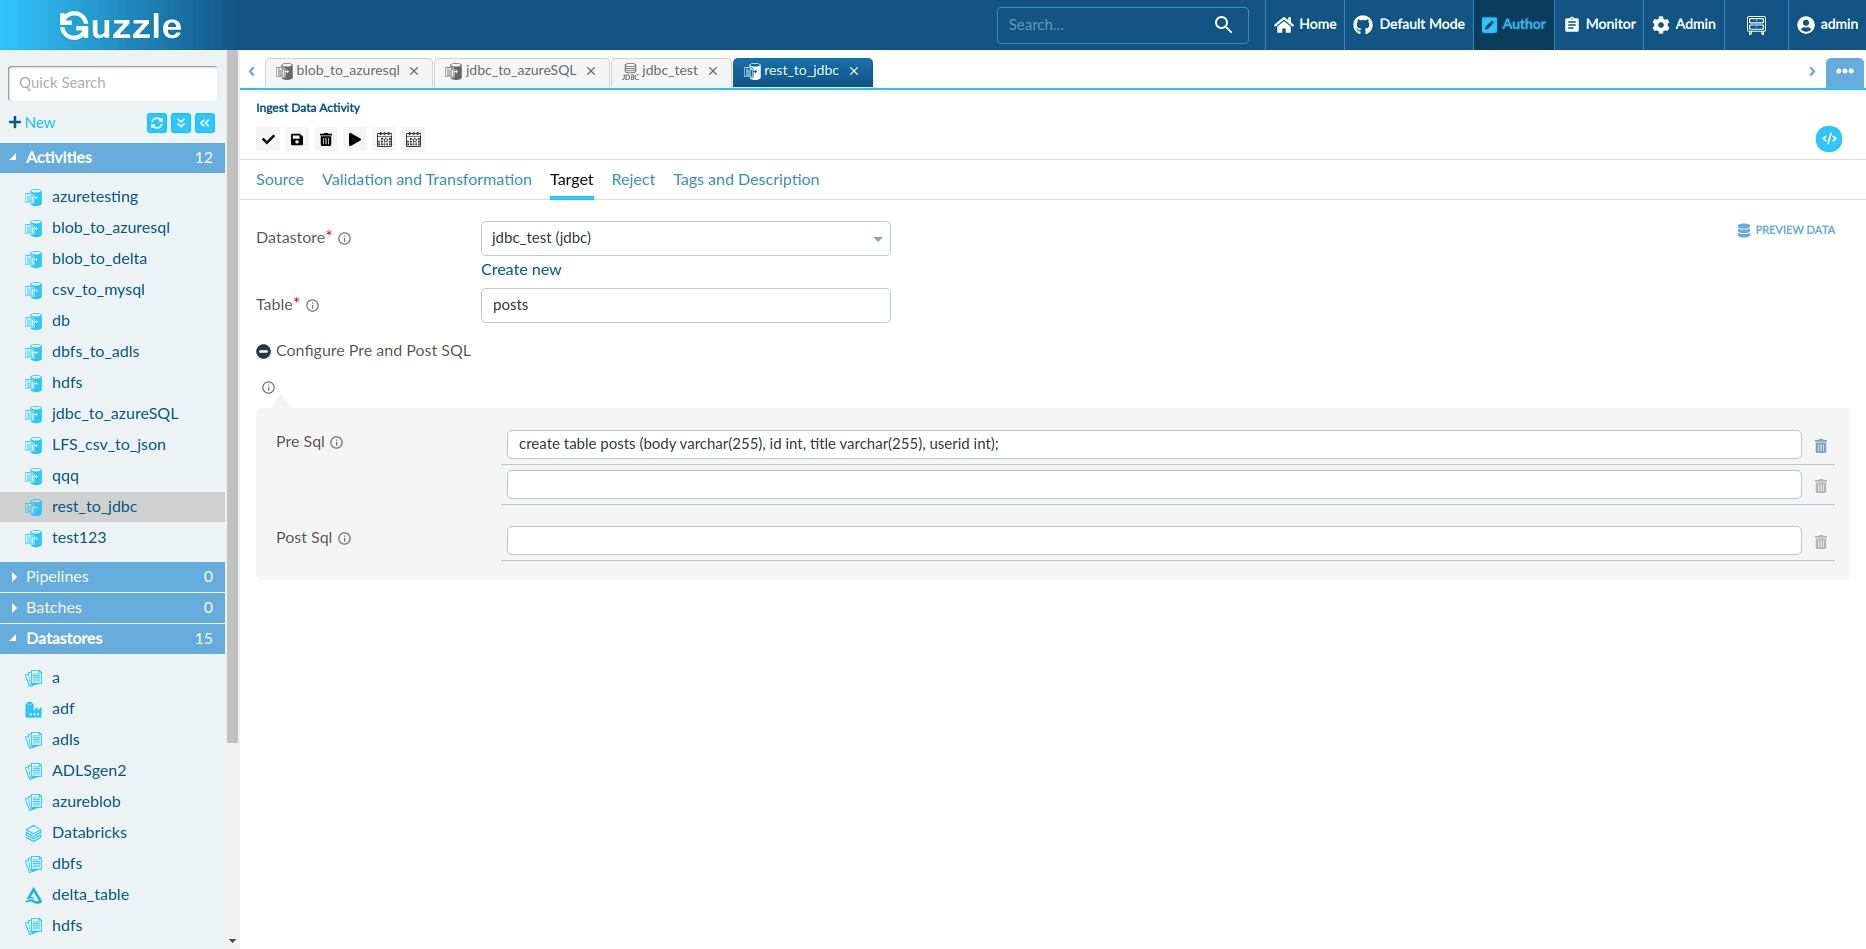 Guzzle
Search...
Home
Default Mode
Author
Monitor
Admin
admin
Quick Search
New
Activities 12
azuretesting
blob_to_azuresql
blob_to_delta
csv_to_mysql
db
dbfs_to_adls
hdfs
jdbc_to_azureSQL
LFS_csv_to_json
qqq
rest_to_jdbc
test123
Pipelines 0
Batches 0
Datastores 15
a
adf
adls
ADLSgen2
azureblob
Databricks
dbfs
delta_table
hdfs
blob_to_azuresql
jdbc_to_azureSQL
JDBC jdbc_test
rest_to_jdbc
Ingest Data Activity
Source Validation and Transformation Target Reject Tags and Description
Datastore* jdbc_test (jdbc)
PREVIEW DATA
Create new
Table* posts
Configure Pre and Post SQL
Pre Sql create table posts (body varchar(255), id int, title varchar(255), userid int);
Post Sql